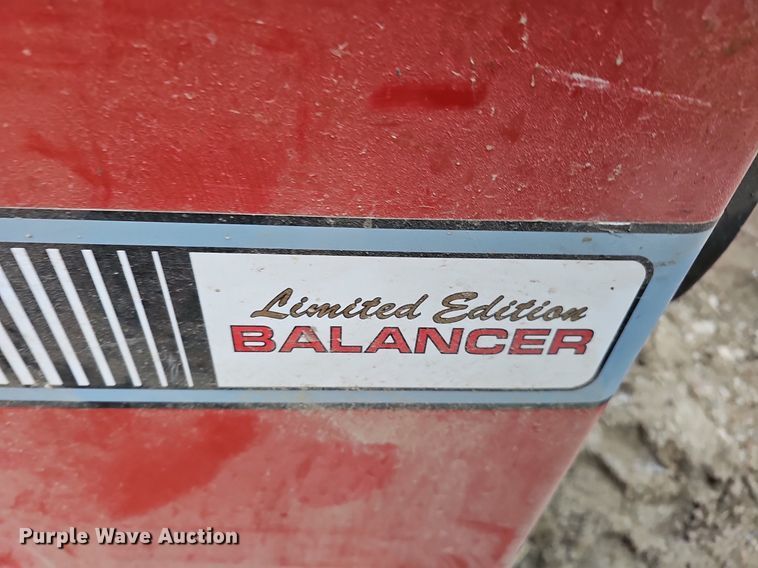 Limited Edition
BALANCER
Purple Wave Auction